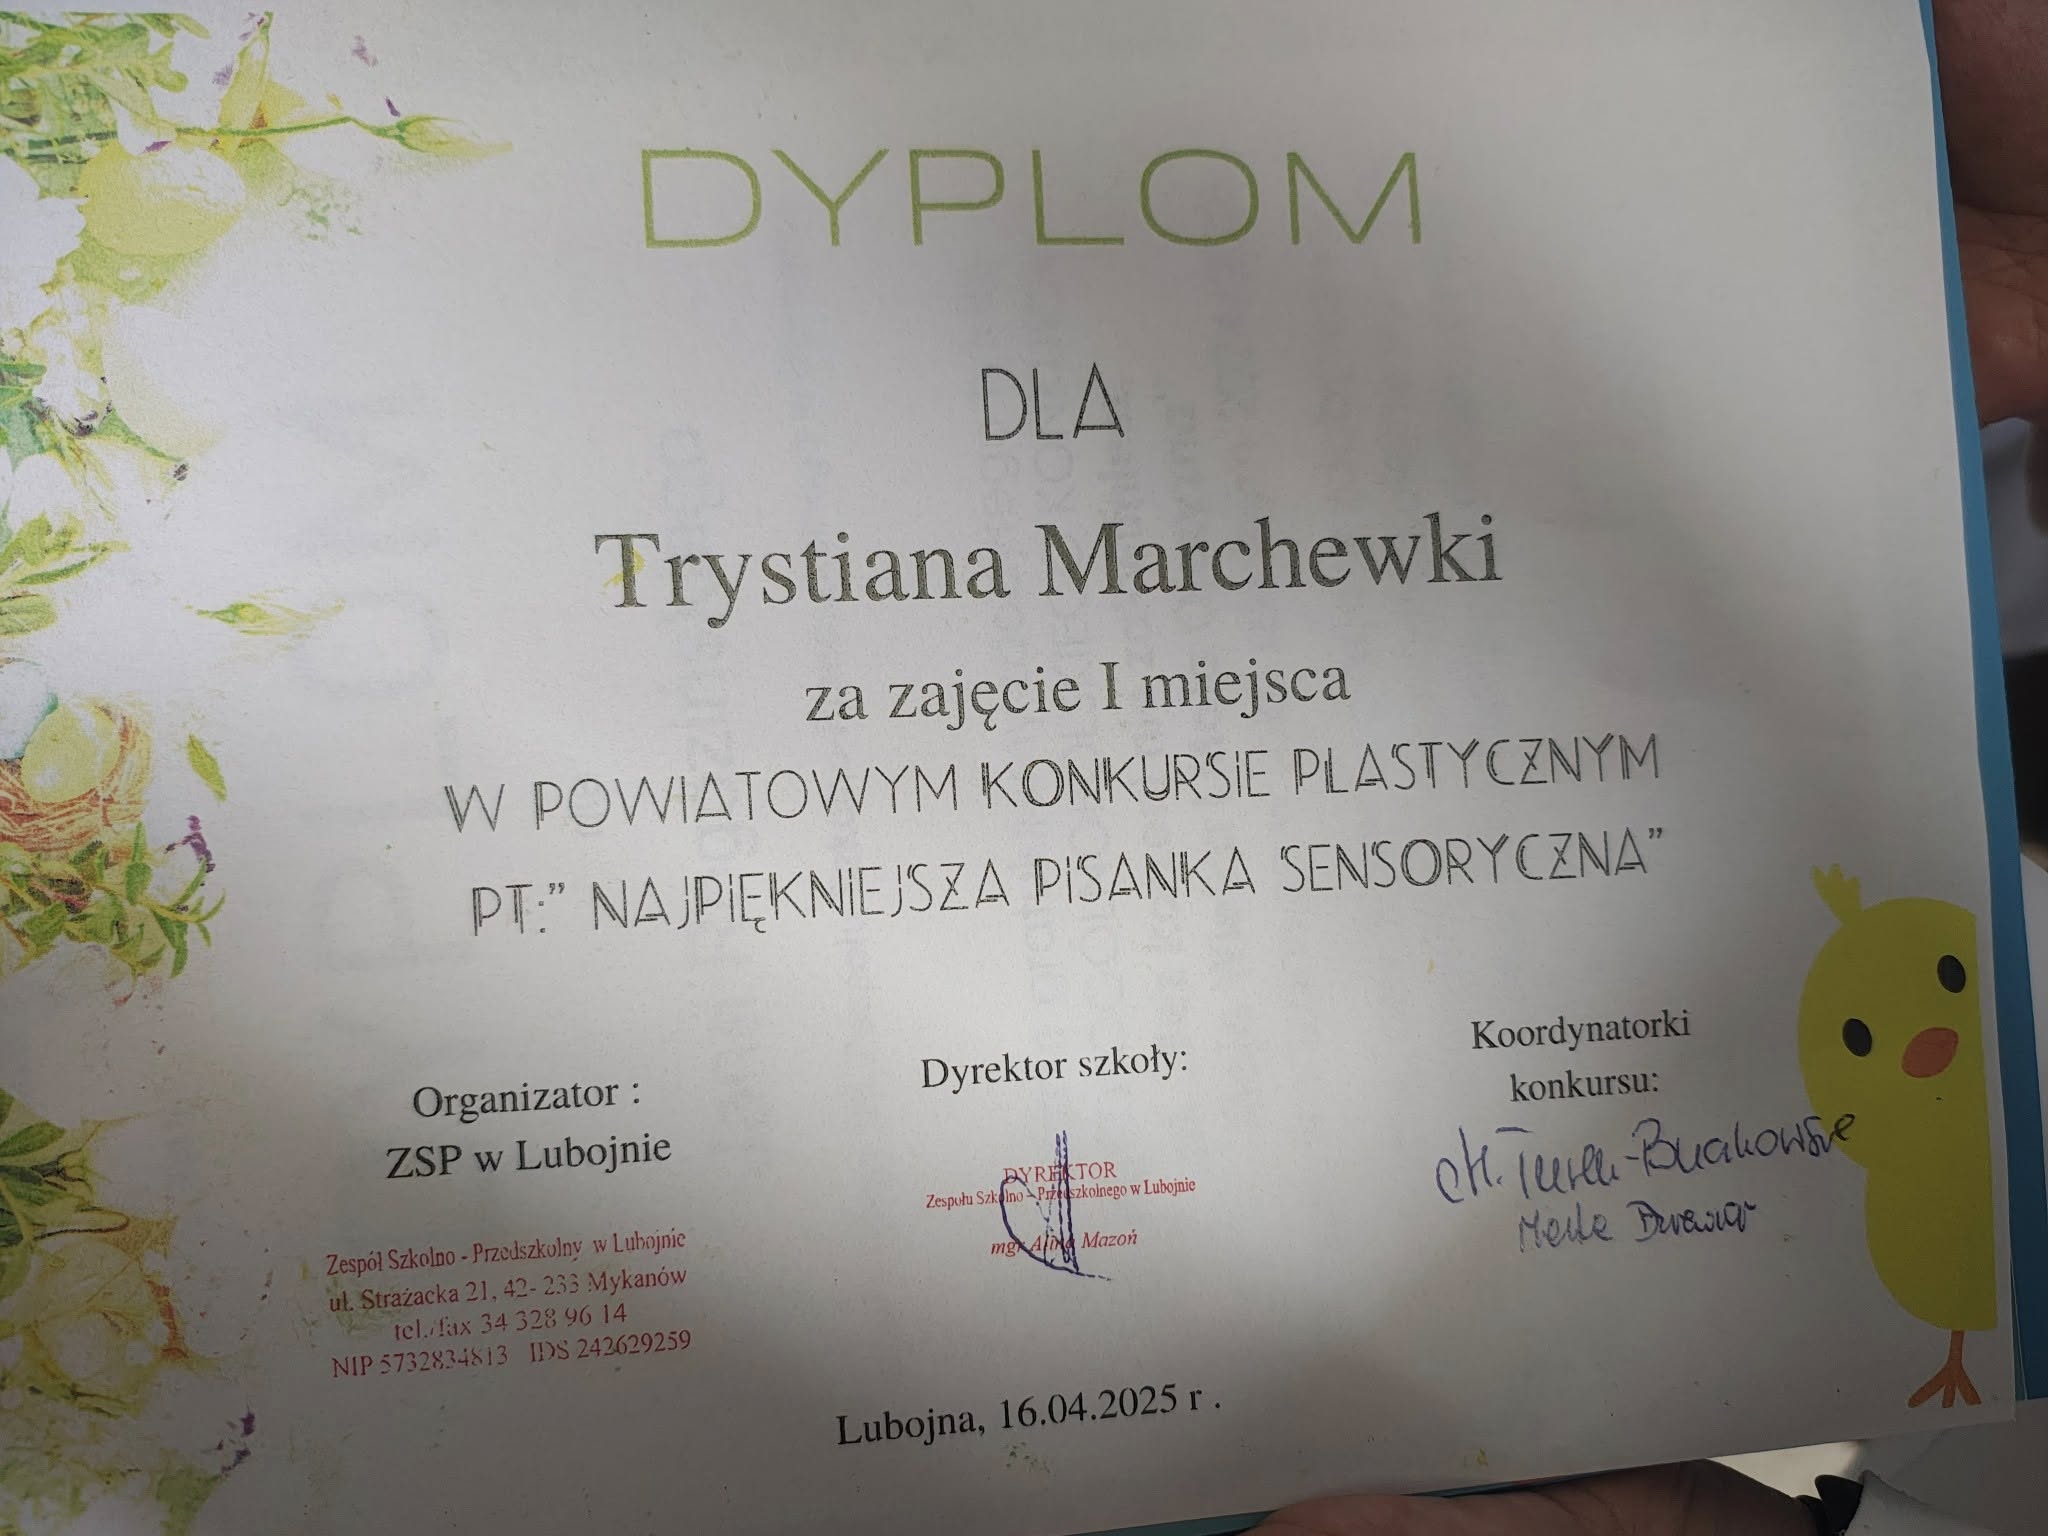 DYPLOM
DLA
Trystiana Marchewki
za zajęcie I miejsca
W POWIATOWYM KONKURSIE PLASTYCZNYM
PT:” NAJPIĘKNIEJSZA PISANKA SENSORYCZNA”
Organizator :
ZSP w Lubojnie
Zespół Szkolno - Przedszkolny w Lubojnie
ul. Strażacka 21, 42- 233 Mykanów
tel./fax 34 328 96 14
NIP 5732834813 IDS 242629259
Dyrektor szkoły:
DYREKTOR
Zespołu Szkolno - Przedszkolnego w Lubojnie
mgr Alina Mazoń
Koordynatorki
konkursu:
Lubojna, 16.04.2025 r .